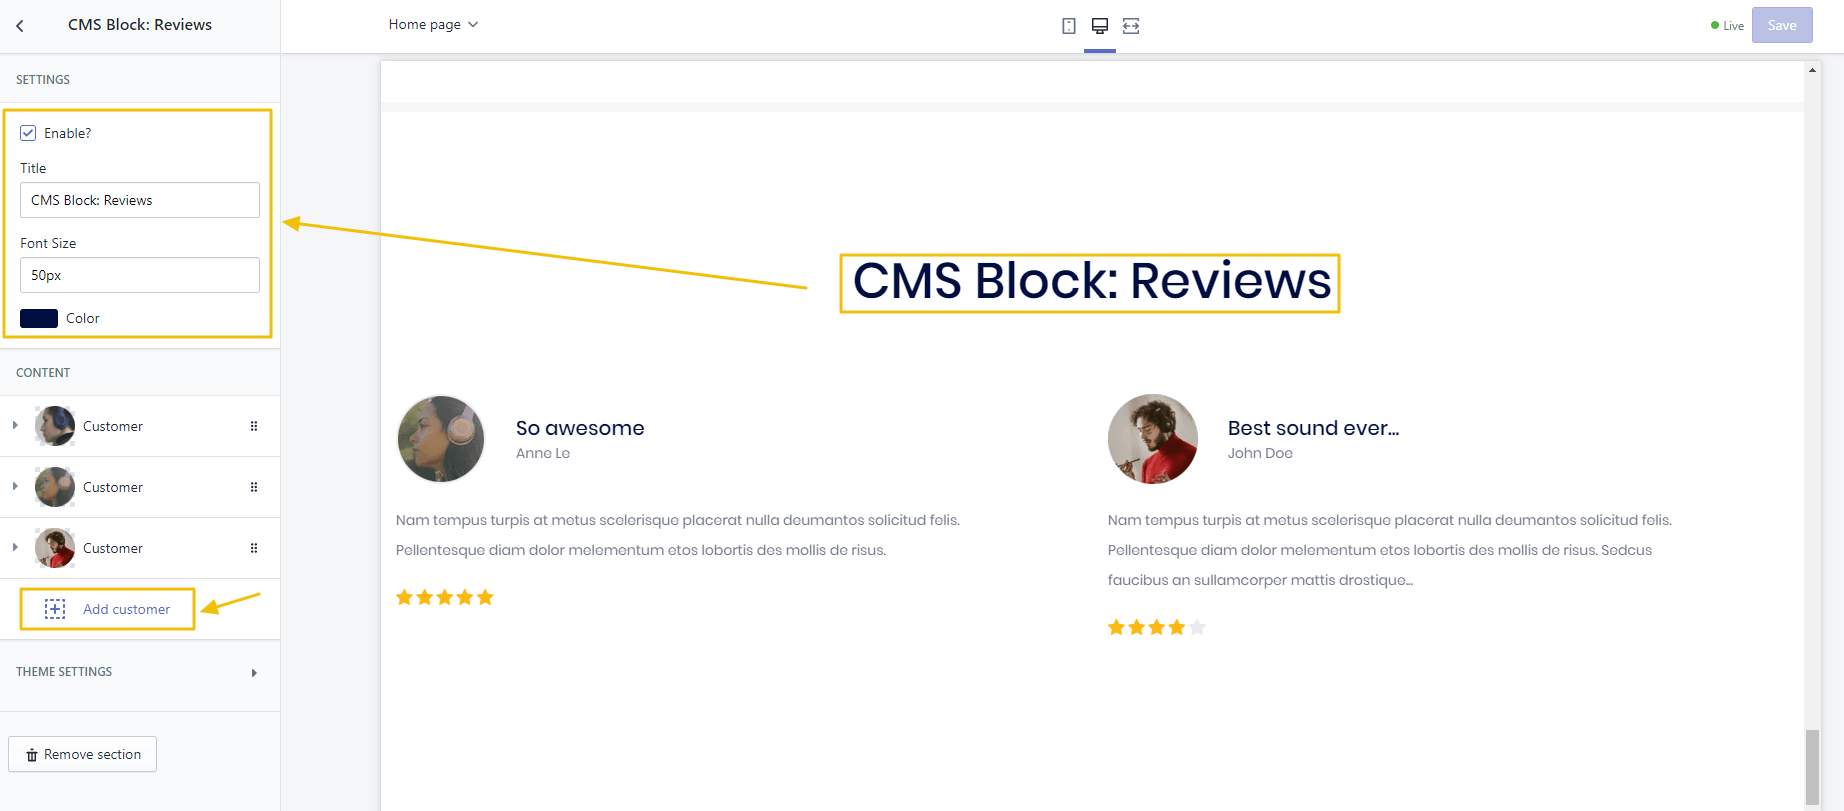 CMS Block: Reviews
Home page
Live
Save
SETTINGS
Enable?
Title
CMS Block: Reviews
Font Size
50px
Color
CONTENT
Customer
Customer
Customer
Add customer
THEME SETTINGS
Remove section
CMS Block: Reviews
So awesome
Anne Le
Nam tempus turpis at metus scelerisque placerat nulla deumantos solicitud felis.
Pellentesque diam dolor melementum etos lobortis des mollis de risus.
Best sound ever...
John Doe
Nam tempus turpis at metus scelerisque placerat nulla deumantos solicitud felis.
Pellentesque diam dolor melementum etos lobortis des mollis de risus. Sedcus
faucibus an sullamcorper mattis drostique...